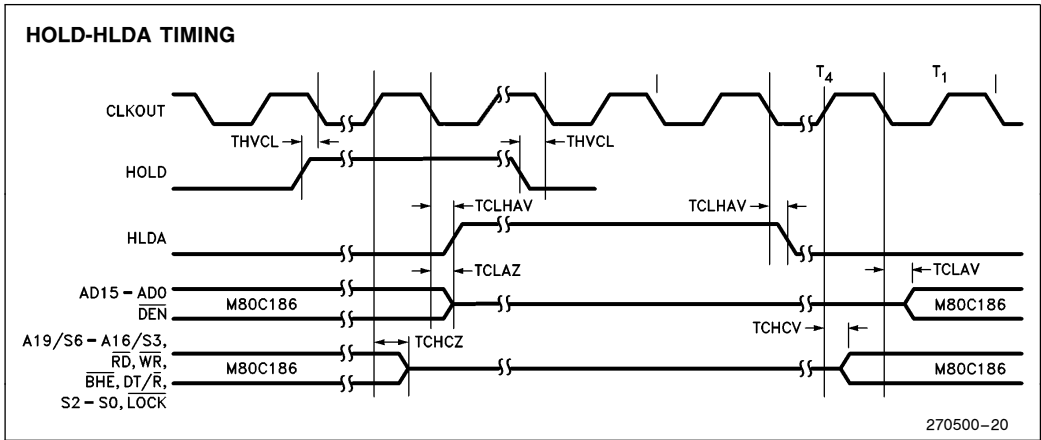 HOLD-HLDA TIMING
T4
T1
CLKOUT
THVCL
THVCL
HOLD
TCLHAV
TCLHAV
HLDA
TCLAZ
TCLAV
AD15 – AD0
DEN
M80C186
M80C186
TCHCV
A19/S6 – A16/S3,
RD, WR,
BHE, DT/R,
S2 – S0, LOCK
M80C186
TCHCZ
M80C186
270500–20